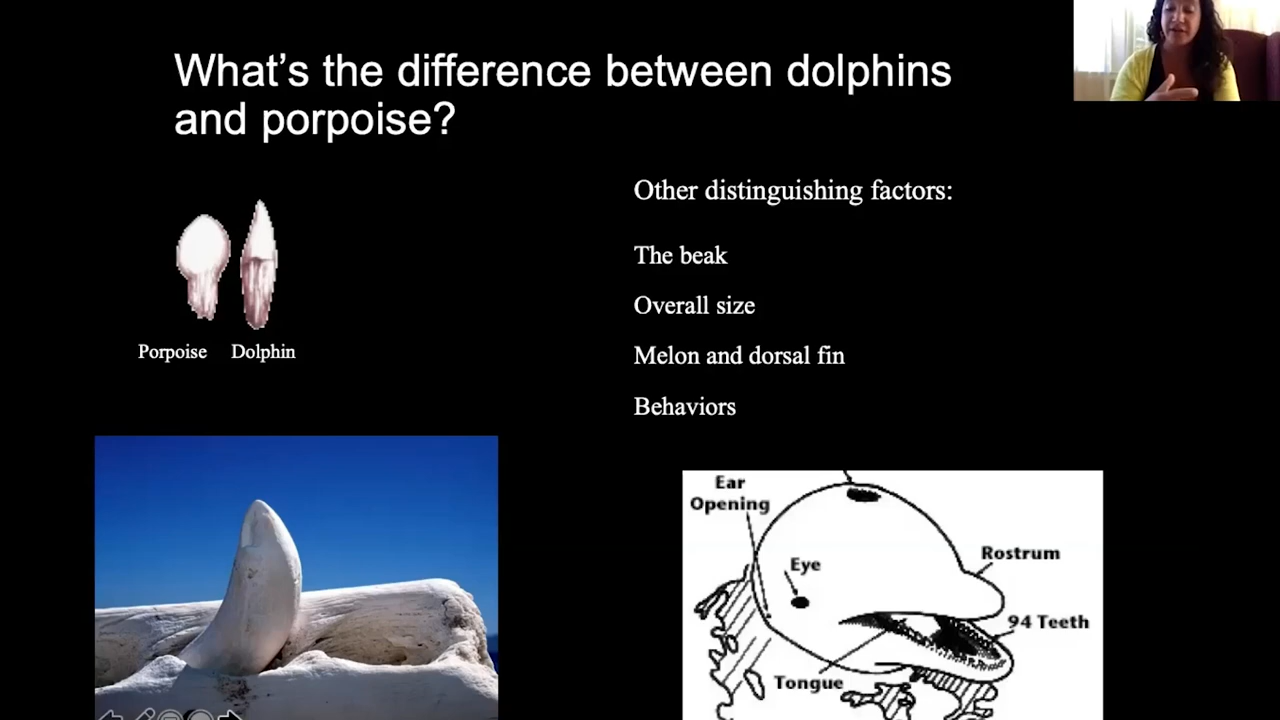 What's the difference between dolphins
and porpoise?
Porpoise
Dolphin
Other distinguishing factors:
The beak
Overall size
Melon and dorsal fin
Behaviors
Ear
Opening
Eye
Rostrum
94 Teeth
Tongue